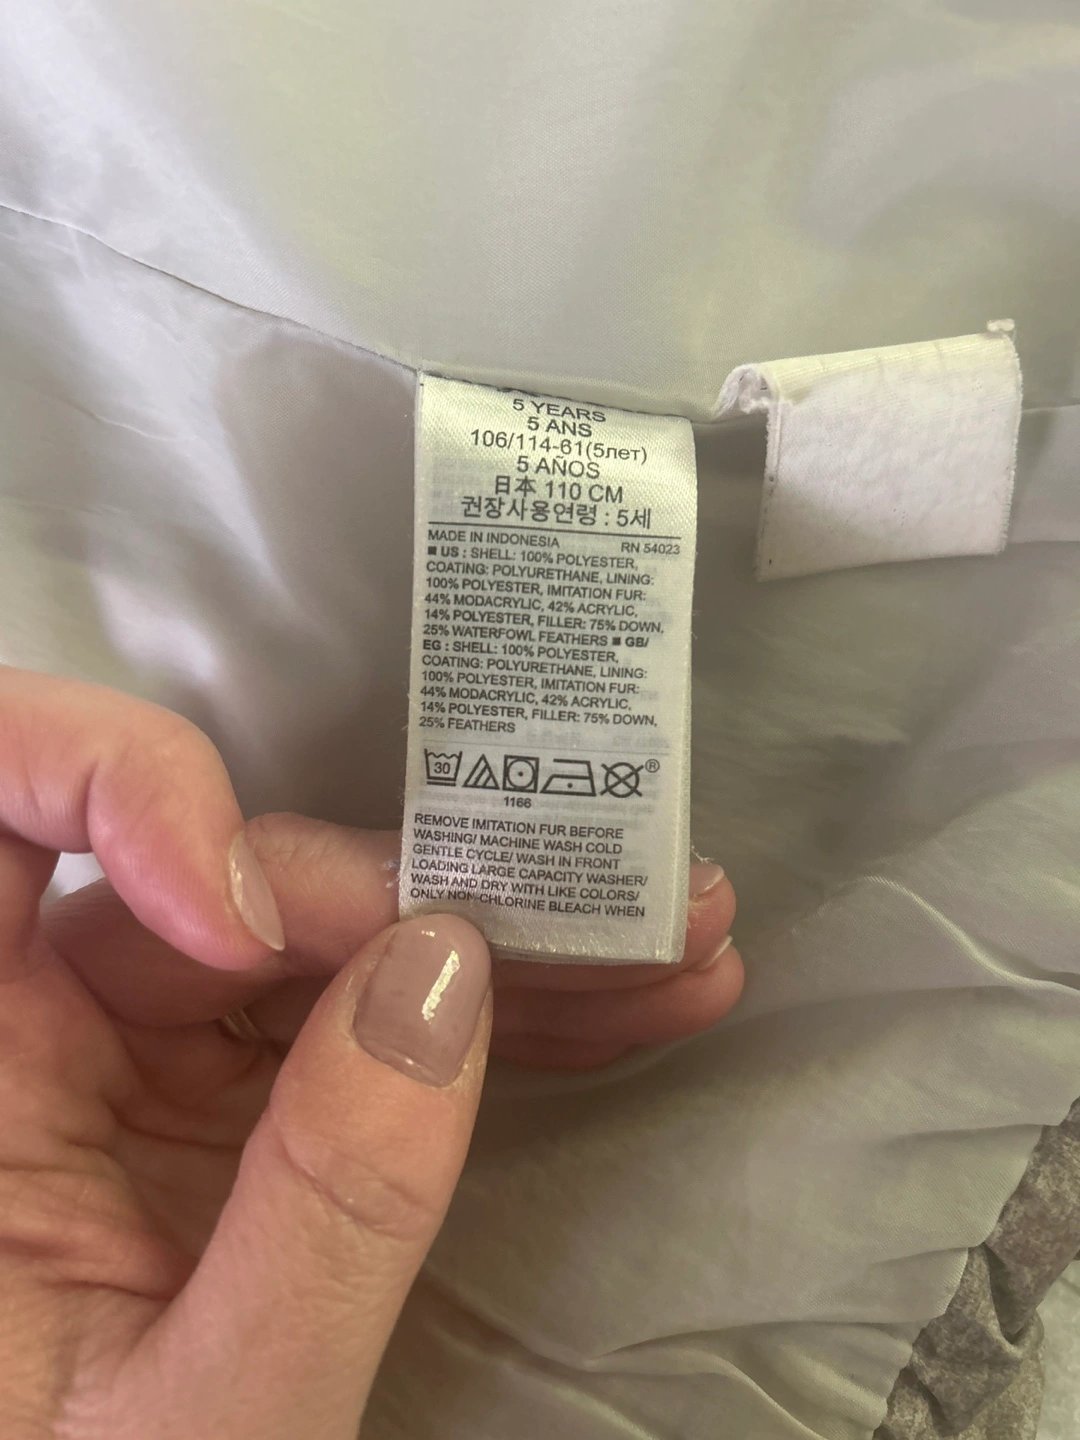 5 YEARS
5 ANS
106/114-61(5лет)
5 AÑOS
日本 110 CM
권장사용연령 : 5세
MADE IN INDONESIA RN 54023
■ US : SHELL: 100% POLYESTER,
COATING: POLYURETHANE, LINING:
100% POLYESTER, IMITATION FUR:
44% MODACRYLIC, 42% ACRYLIC,
14% POLYESTER, FILLER: 75% DOWN,
25% WATERFOWL FEATHERS ■ GB/
EG : SHELL: 100% POLYESTER,
COATING: POLYURETHANE, LINING:
100% POLYESTER, IMITATION FUR:
44% MODACRYLIC, 42% ACRYLIC,
14% POLYESTER, FILLER: 75% DOWN,
25% FEATHERS
30 ®
1166
REMOVE IMITATION FUR BEFORE
WASHING/ MACHINE WASH COLD
GENTLE CYCLE/ WASH IN FRONT
LOADING LARGE CAPACITY WASHER/
WASH AND DRY WITH LIKE COLORS/
ONLY NON-CHLORINE BLEACH WHEN